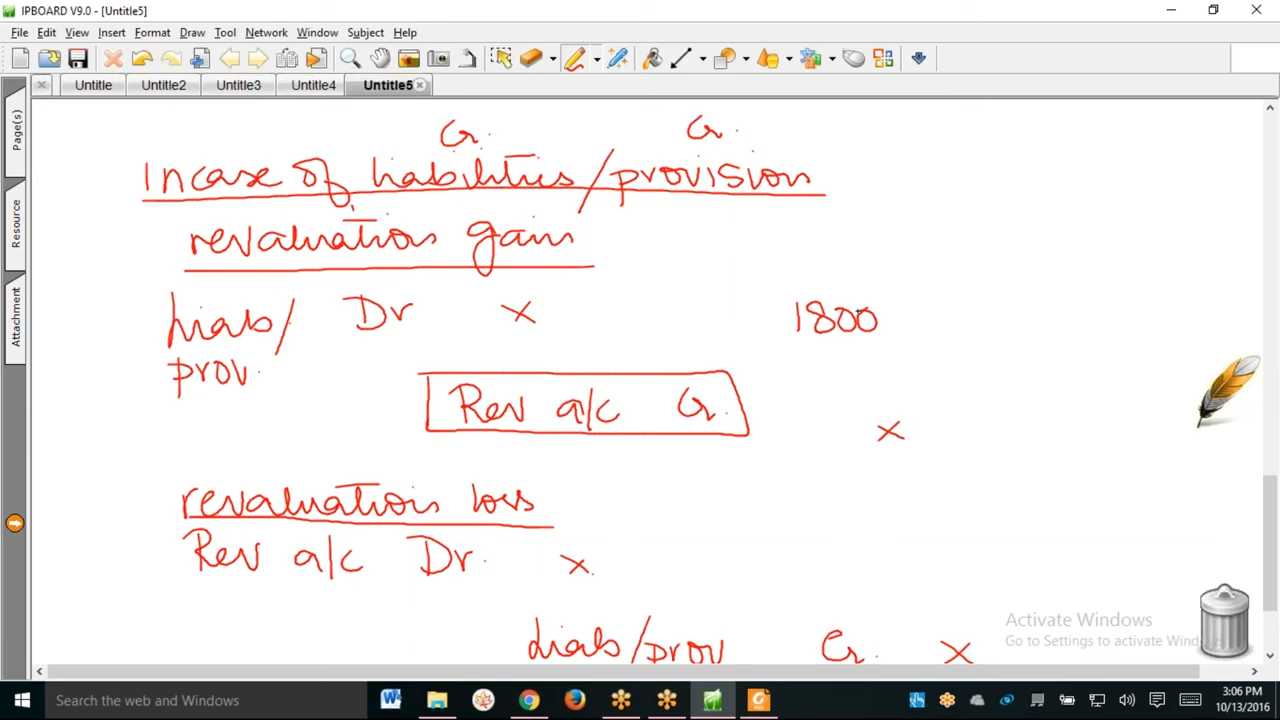 IPBOARD V9.0 - [Untitle5]
File Edit View Insert Format Draw Tool Network Window Subject Help
Untitle Untitle2 Untitle3 Untitle4 Untitle5
Page(s)
Resource
Attachment
Cr. Cr.
Incase of liabilities/provision
revaluation gain
Liab/ Dr x 1800
prov.
Rev a/c Cr.
x
revaluation loss
Rev a/c Dr. x.
Liab/prov Cr. x
Activate Windows
Go to Settings to activate Windows
Search the web and Windows
3:06 PM
10/13/2016